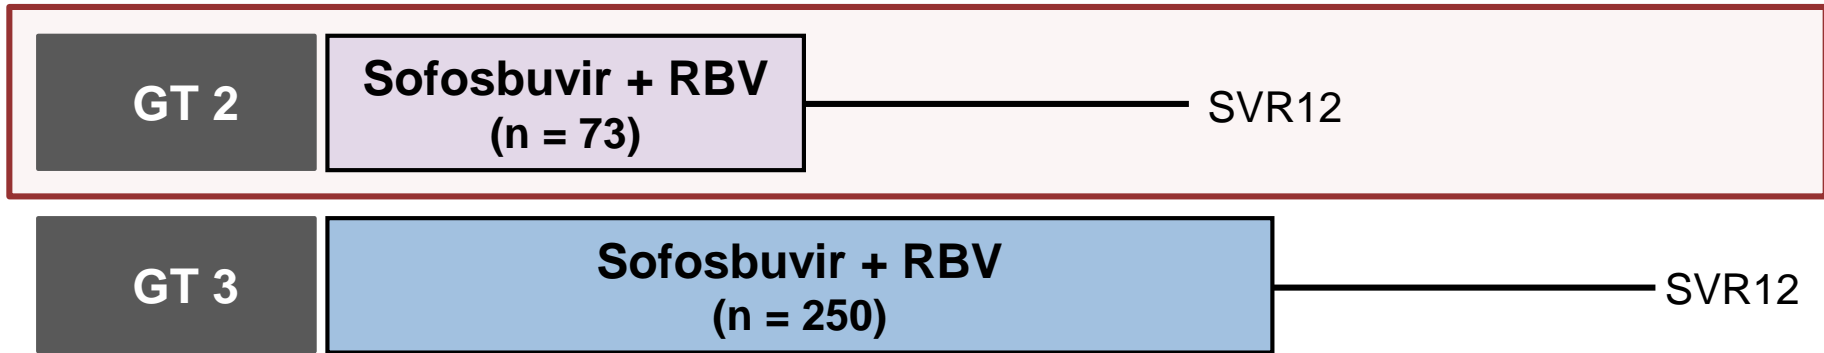 GT 2
Sofosbuvir + RBV
(n = 73)
SVR12
GT 3
Sofosbuvir + RBV
(n = 250)
SVR12